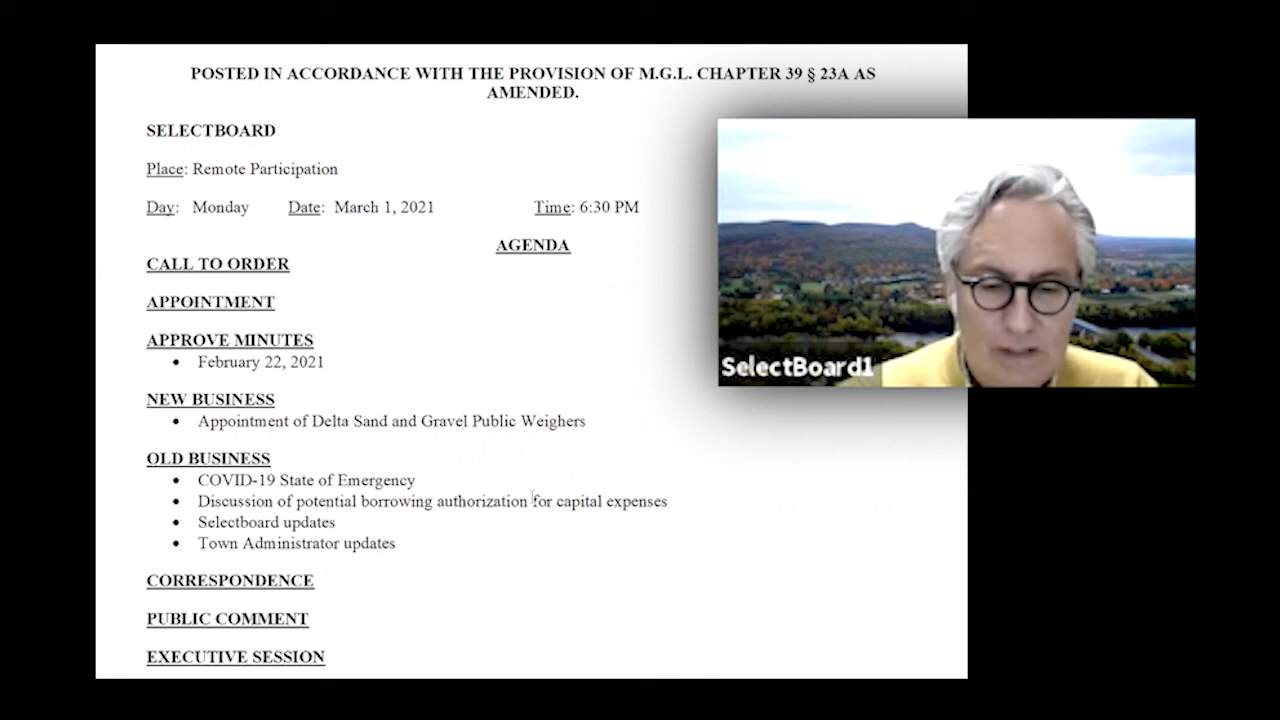 POSTED IN ACCORDANCE WITH THE PROVISION OF M.G.L. CHAPTER 39 § 23A AS
AMENDED.
SELECTBOARD
Place: Remote Participation
Day: Monday Date: March 1, 2021 Time: 6:30 PM
AGENDA
CALL TO ORDER
APPOINTMENT
APPROVE MINUTES
• February 22, 2021
NEW BUSINESS
• Appointment of Delta Sand and Gravel Public Weighers
OLD BUSINESS
• COVID-19 State of Emergency
• Discussion of potential borrowing authorization for capital expenses
• Selectboard updates
• Town Administrator updates
CORRESPONDENCE
PUBLIC COMMENT
EXECUTIVE SESSION
SelectBoard1